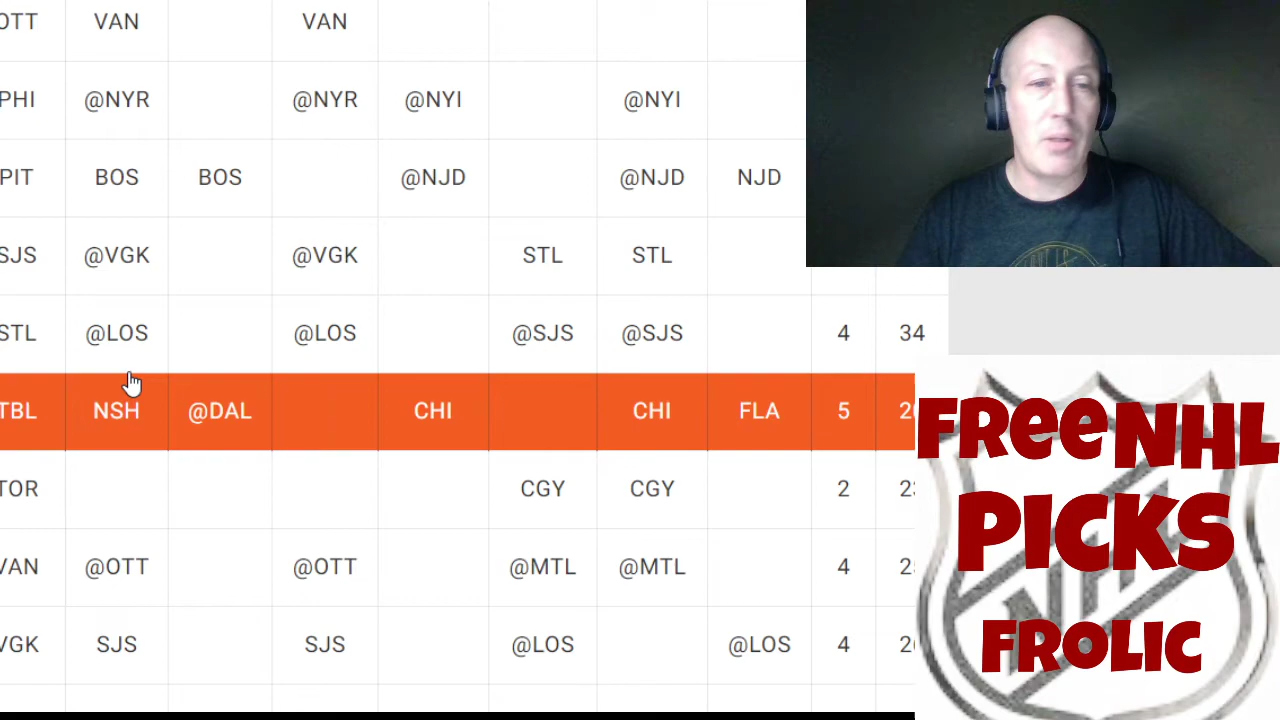 OTT VAN VAN
PHI @NYR @NYR @NYI @NYI
PIT BOS BOS @NJD @NJD NJD
SJS @VGK @VGK STL STL
STL @LOS @LOS @SJS @SJS 4 34
TBL NSH @DAL CHI CHI FLA 5
TOR CGY CGY 2
VAN @OTT @OTT @MTL @MTL 4
VGK SJS SJS @LOS @LOS 4
FREE NHL
PICKS
FROLIC
NHL